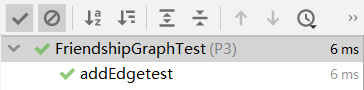 FriendshipGraphTest (P3) 6 ms
addEdgetest 6 ms